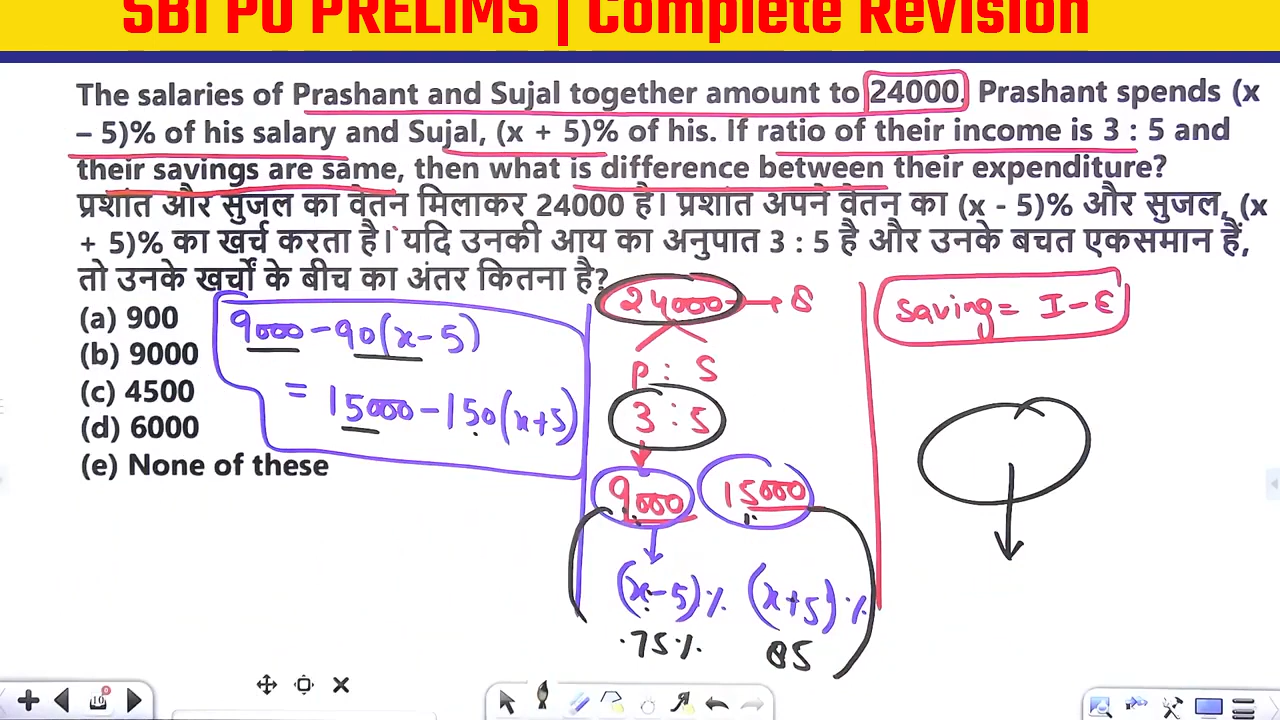 SBI PO PRELIMS | Complete Revision
The salaries of Prashant and Sujal together amount to 24000. Prashant spends (x
– 5)% of his salary and Sujal, (x + 5)% of his. If ratio of their income is 3 : 5 and
their savings are same, then what is difference between their expenditure?
प्रशांत और सुजल का वेतन मिलाकर 24000 है। प्रशांत अपने वेतन का (x - 5)% और सुजल, (x
+ 5)% का खर्च करता है। यदि उनकी आय का अनुपात 3 : 5 है और उनके बचत एकसमान हैं,
तो उनके खर्चों के बीच का अंतर कितना है?
(a) 900
(b) 9000
(c) 4500
(d) 6000
(e) None of these
9000 - 90(x-5)
= 15000 - 150(x+5)
24000 → S
P : S
3 : 5
9000 15000
(x-5)% (x+5)%
75% 85
Saving = I - E